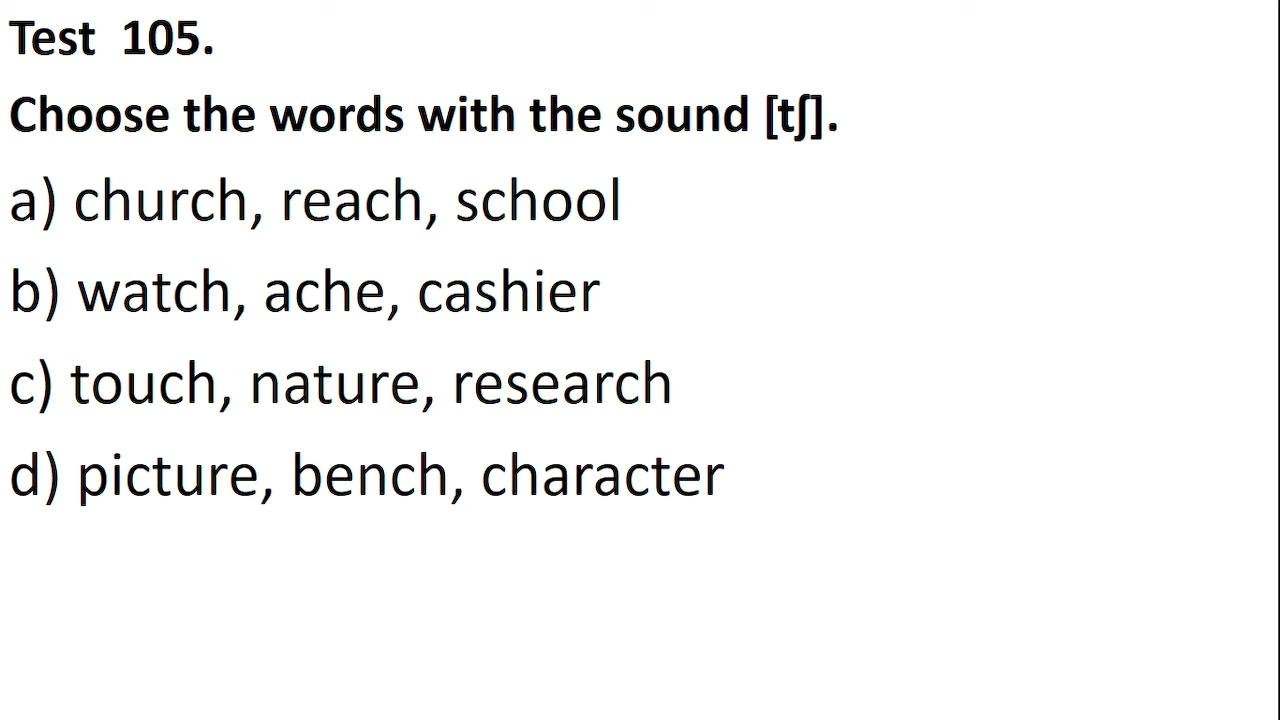 Test  105.
Choose the words with the sound [tʃ].
a) church, reach, school
b) watch, ache, cashier
c) touch, nature, research
d) picture, bench, character